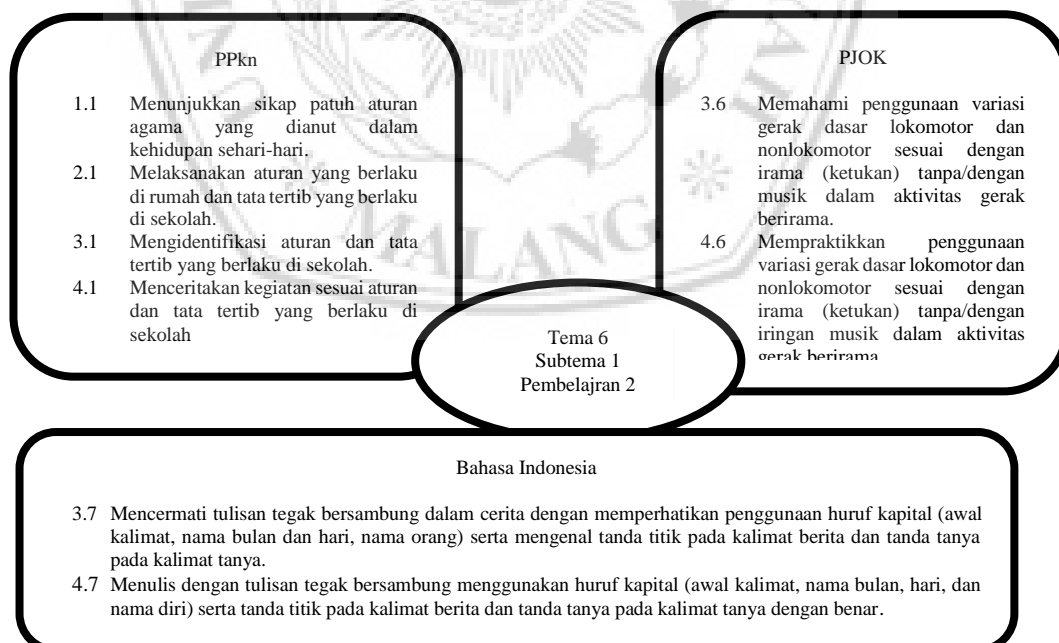 PPkn
1.1 Menunjukkan sikap patuh aturan
agama yang dianut dalam
kehidupan sehari-hari.
2.1 Melaksanakan aturan yang berlaku
di rumah dan tata tertib yang berlaku
di sekolah.
3.1 Mengidentifikasi aturan dan tata
tertib yang berlaku di sekolah.
4.1 Menceritakan kegiatan sesuai aturan
dan tata tertib yang berlaku di
sekolah
PJOK
3.6 Memahami penggunaan variasi
gerak dasar lokomotor dan
nonlokomotor sesuai dengan
irama (ketukan) tanpa/dengan
musik dalam aktivitas gerak
berirama.
4.6 Mempraktikkan penggunaan
variasi gerak dasar lokomotor dan
nonlokomotor sesuai dengan
irama (ketukan) tanpa/dengan
iringan musik dalam aktivitas
gerak berirama
MALANG
Tema 6
Subtema 1
Pembelajran 2
Bahasa Indonesia
3.7 Mencermati tulisan tegak bersambung dalam cerita dengan memperhatikan penggunaan huruf kapital (awal
kalimat, nama bulan dan hari, nama orang) serta mengenal tanda titik pada kalimat berita dan tanda tanya
pada kalimat tanya.
4.7 Menulis dengan tulisan tegak bersambung menggunakan huruf kapital (awal kalimat, nama bulan, hari, dan
nama diri) serta tanda titik pada kalimat berita dan tanda tanya pada kalimat tanya dengan benar.